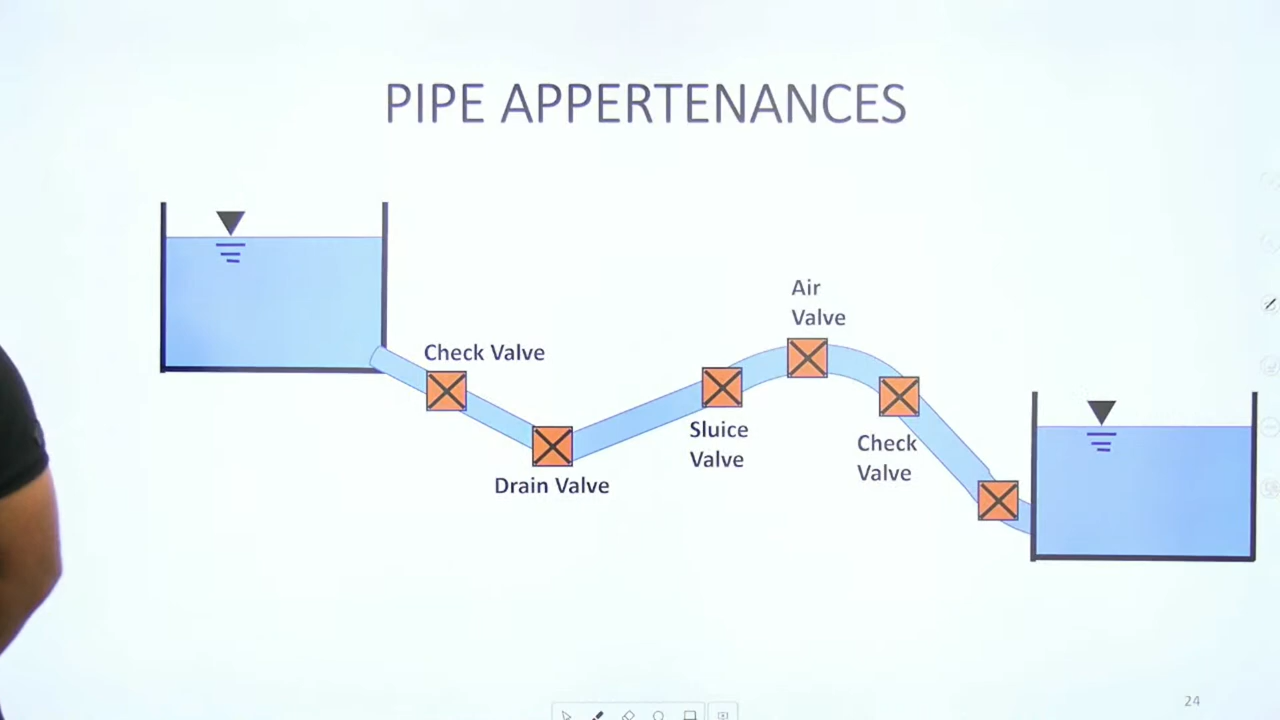 PIPE APPERTENANCES
Air
Valve
Check Valve
Sluice
Valve
Check
Valve
Drain Valve
24